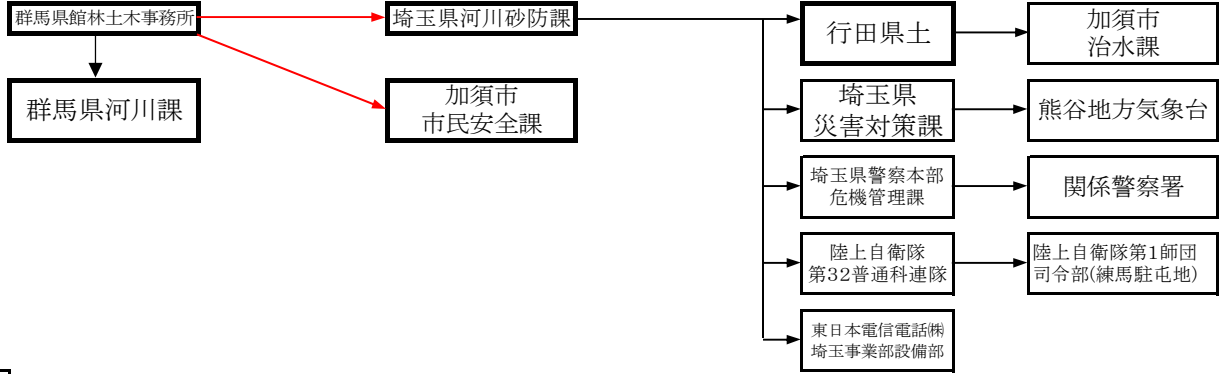 群馬県館林土木事務所
埼玉県河川砂防課
行田県土
加須市
治水課
群馬県河川課
加須市
市民安全課
埼玉県
災害対策課
熊谷地方気象台
埼玉県警察本部
危機管理課
関係警察署
陸上自衛隊
第32普通科連隊
陸上自衛隊第1師団
司令部(練馬駐屯地)
東日本電信電話㈱
埼玉事業部設備部